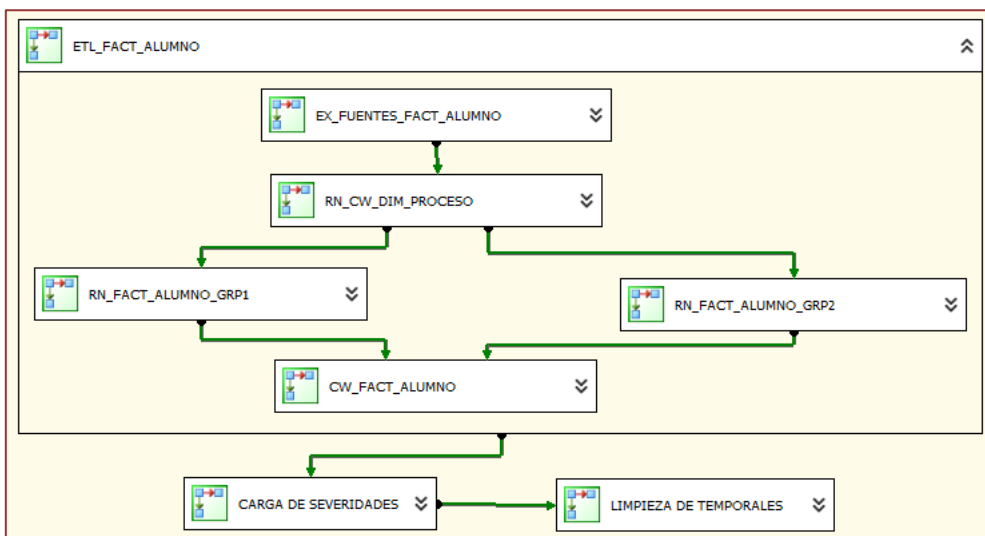 ETL_FACT_ALUMNO
EX_FUENTES_FACT_ALUMNO
RN_CW_DIM_PROCESO
RN_FACT_ALUMNO_GRP1
RN_FACT_ALUMNO_GRP2
CW_FACT_ALUMNO
CARGA DE SEVERIDADES
LIMPIEZA DE TEMPORALES